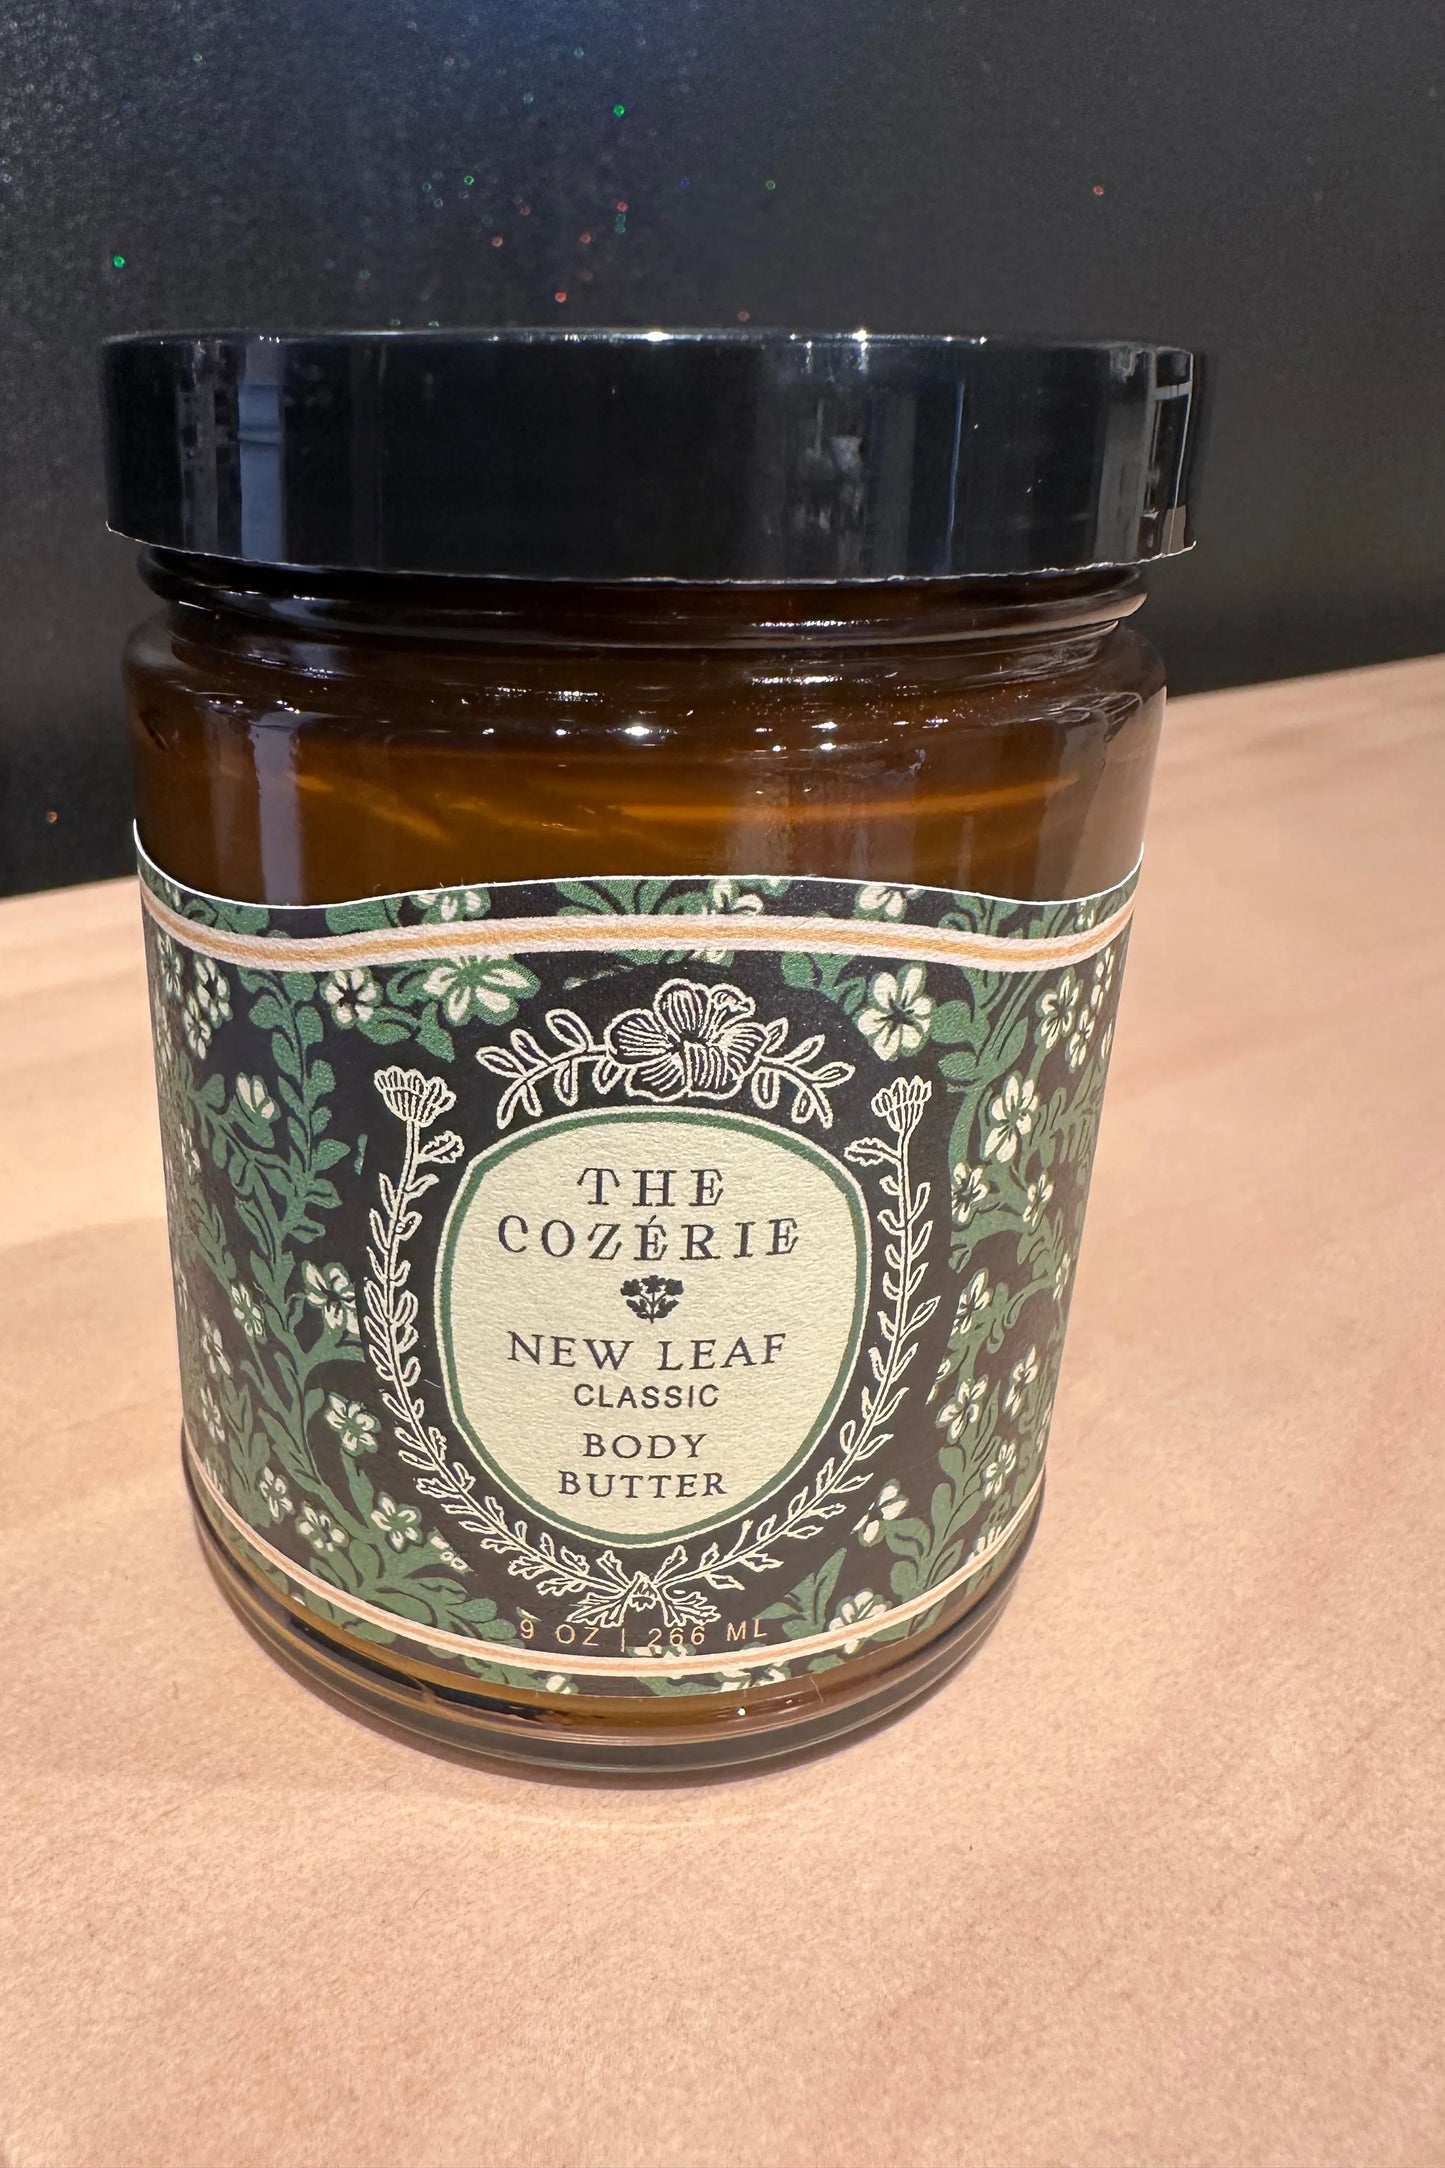 THE
COZÉRIE
NEW LEAF
CLASSIC
BODY
BUTTER
9 OZ | 266 ML